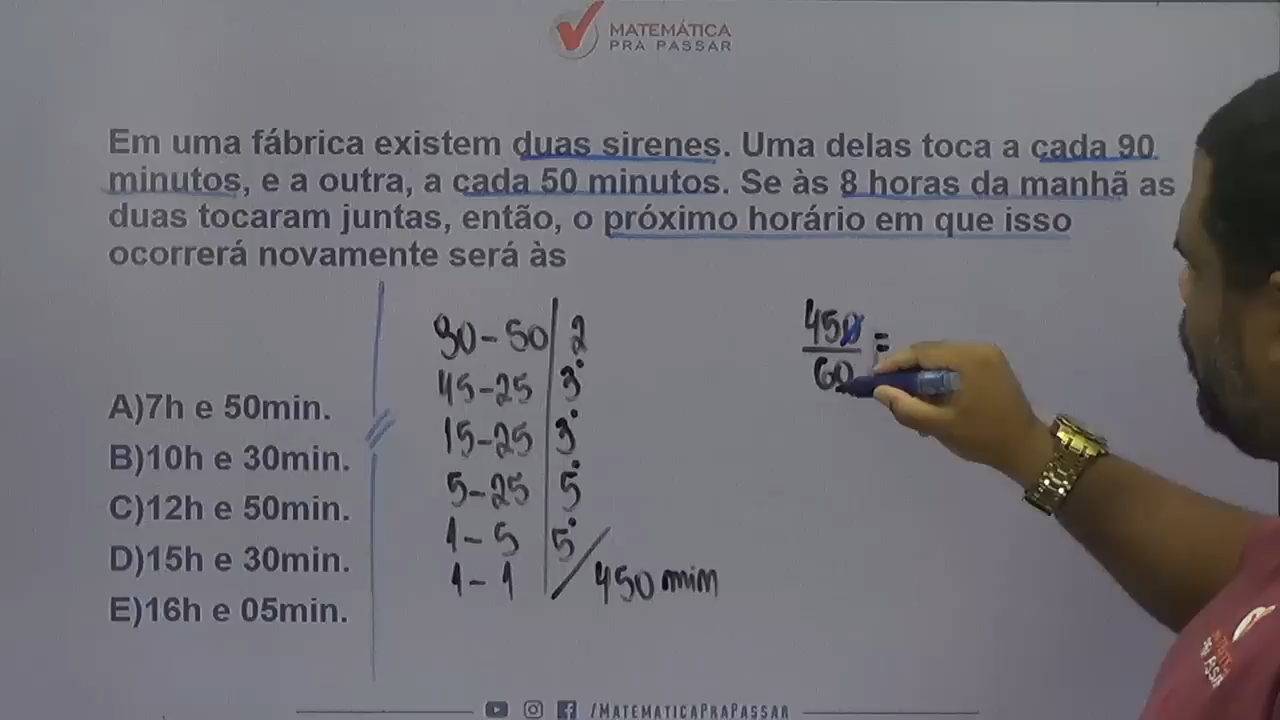 MATEMÁTICA
PRA PASSAR
Em uma fábrica existem duas sirenes. Uma delas toca a cada 90
minutos, e a outra, a cada 50 minutos. Se às 8 horas da manhã as
duas tocaram juntas, então, o próximo horário em que isso
ocorrerá novamente será às
A)7h e 50min.
B)10h e 30min.
C)12h e 50min.
D)15h e 30min.
E)16h e 05min.
90-50 2
45-25 3
15-25 3
5-25 5
1-5 5
1-1 450 mim
450
60 =
/MATEMATICAPRAPASSAR